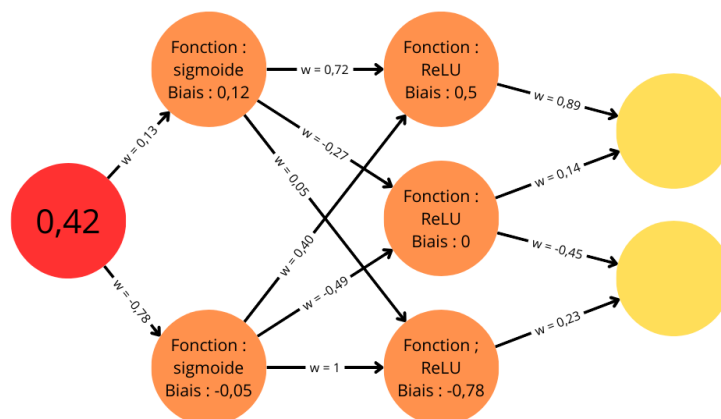 Fonction :
sigmoide
Biais : 0,12
Fonction :
ReLU
Biais : 0,5
w = 0,72
w = 0,89
w = 0,13
w = -0,27
w = 0,05
w = 0,14
0,42
Fonction :
ReLU
Biais : 0
w = 0,40
w = -0,45
w = -0,78
w = -0,49
w = 0,23
Fonction :
sigmoide
Biais : -0,05
w = 1
Fonction ;
ReLU
Biais : -0,78